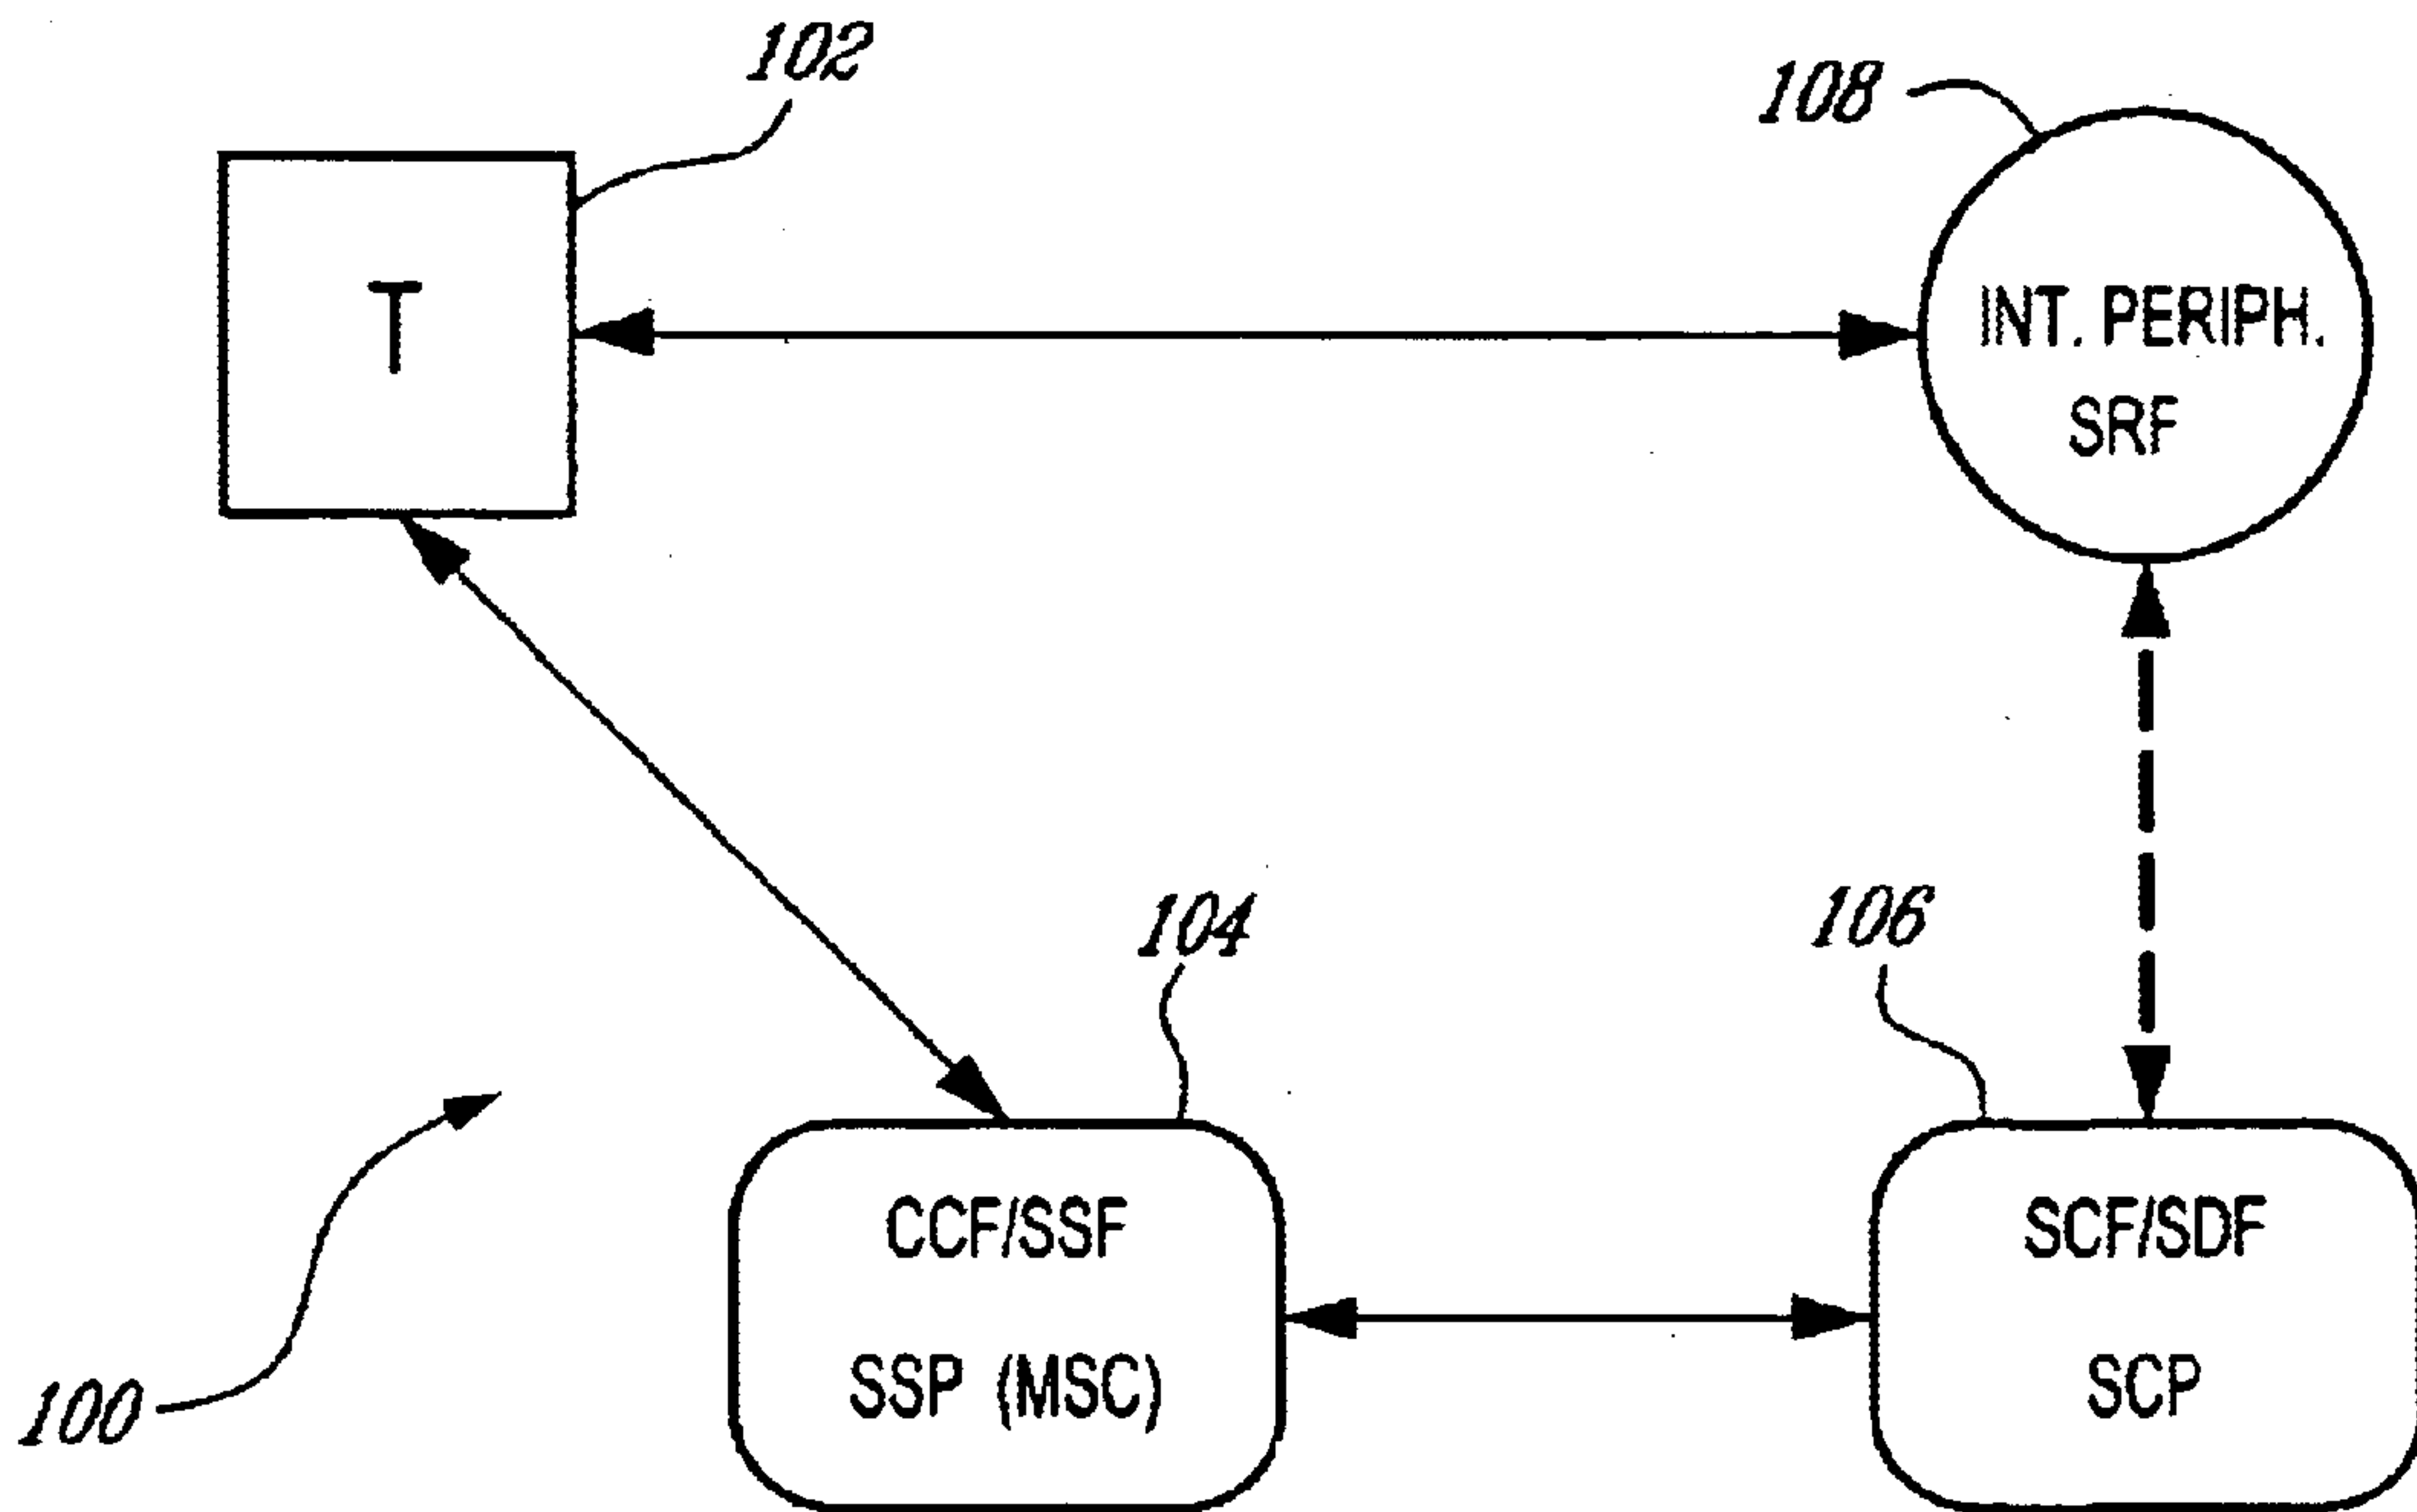 102
108
T
INT. PERIPH.
SRF
104
106
CCF/SSF
SSP (MSC)
SCF/SDF
SCP
100